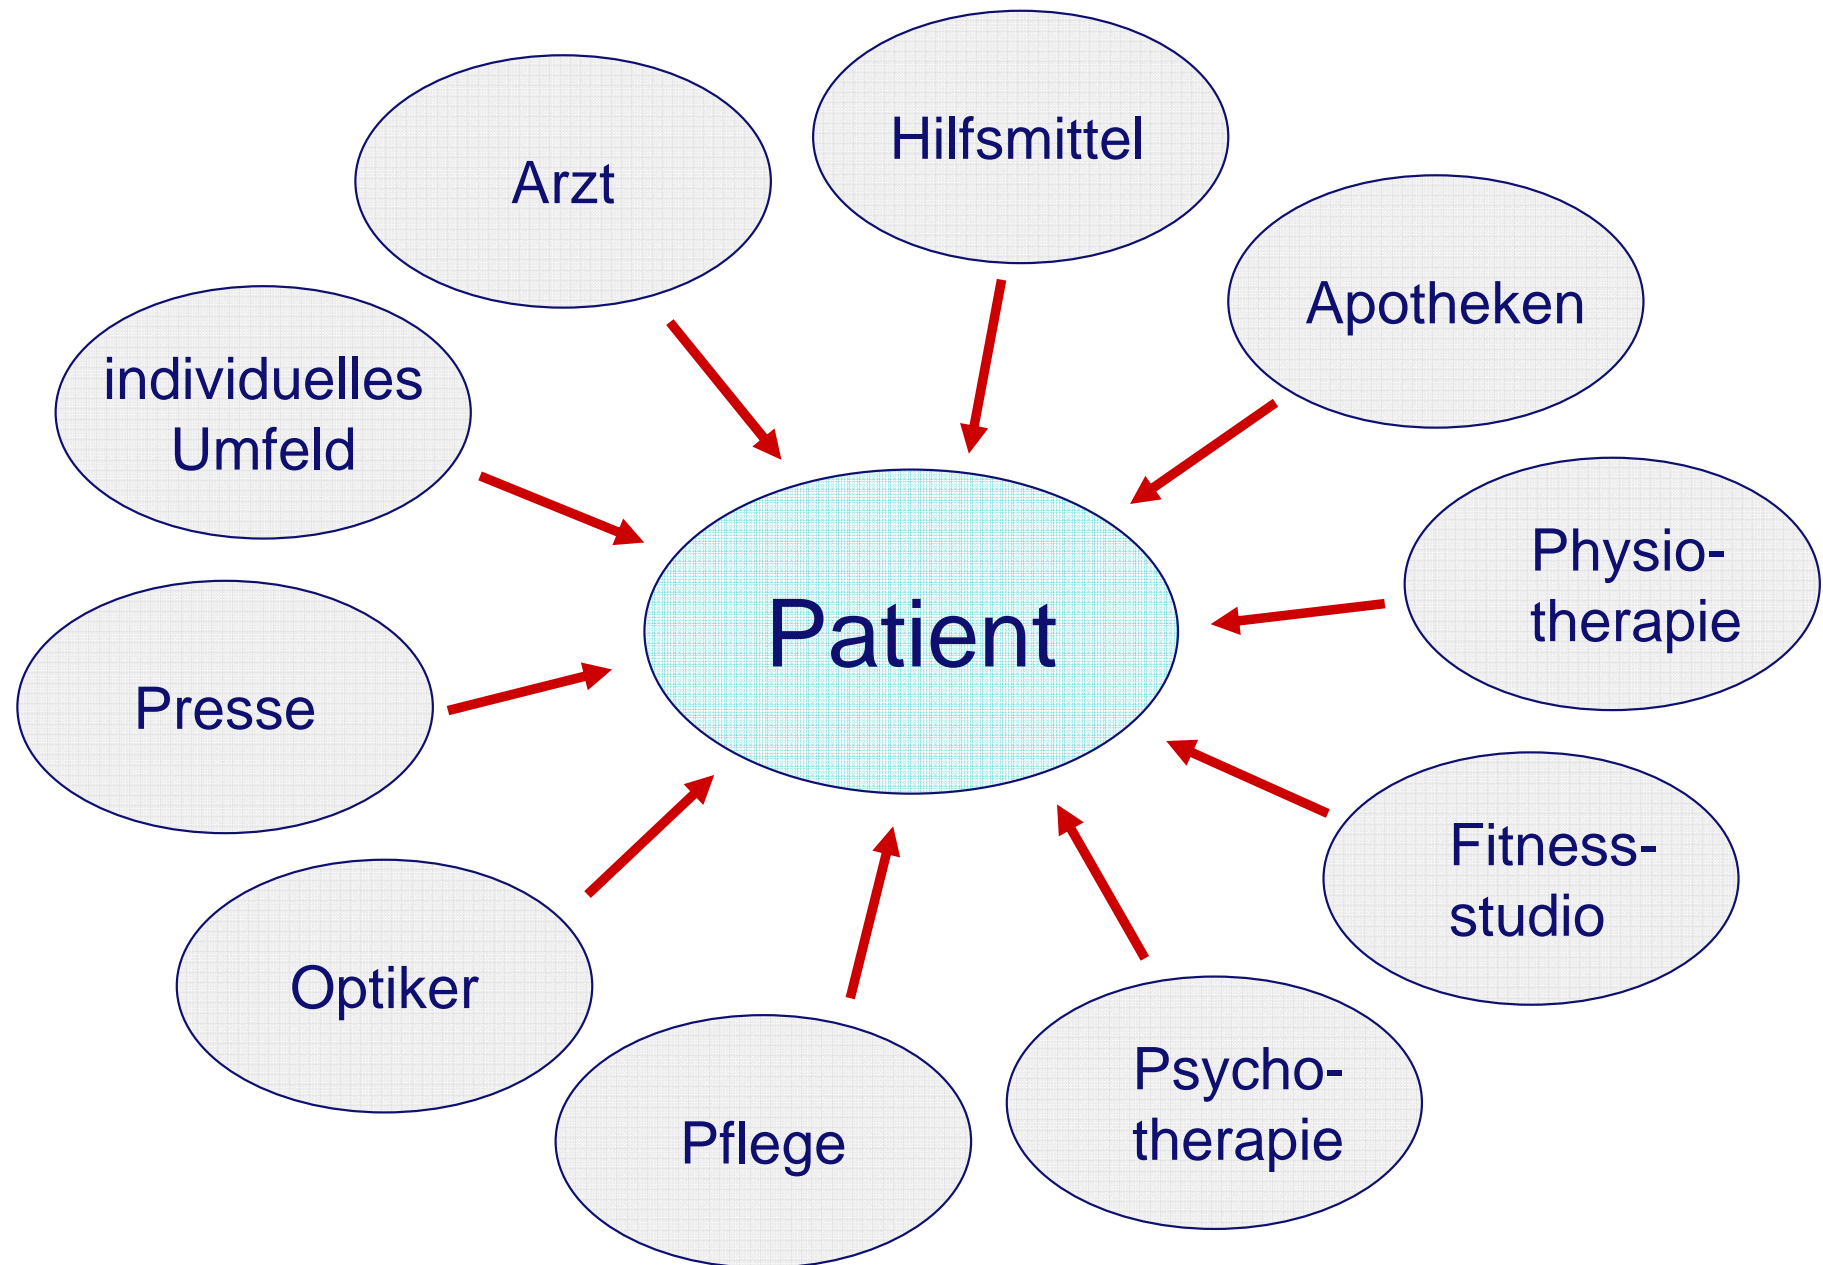 Hilfsmittel
Arzt
Apotheken
individuelles
Umfeld
Physio-
therapie
Patient
Presse
Fitness-
studio
Optiker
Psycho-
therapie
Pflege